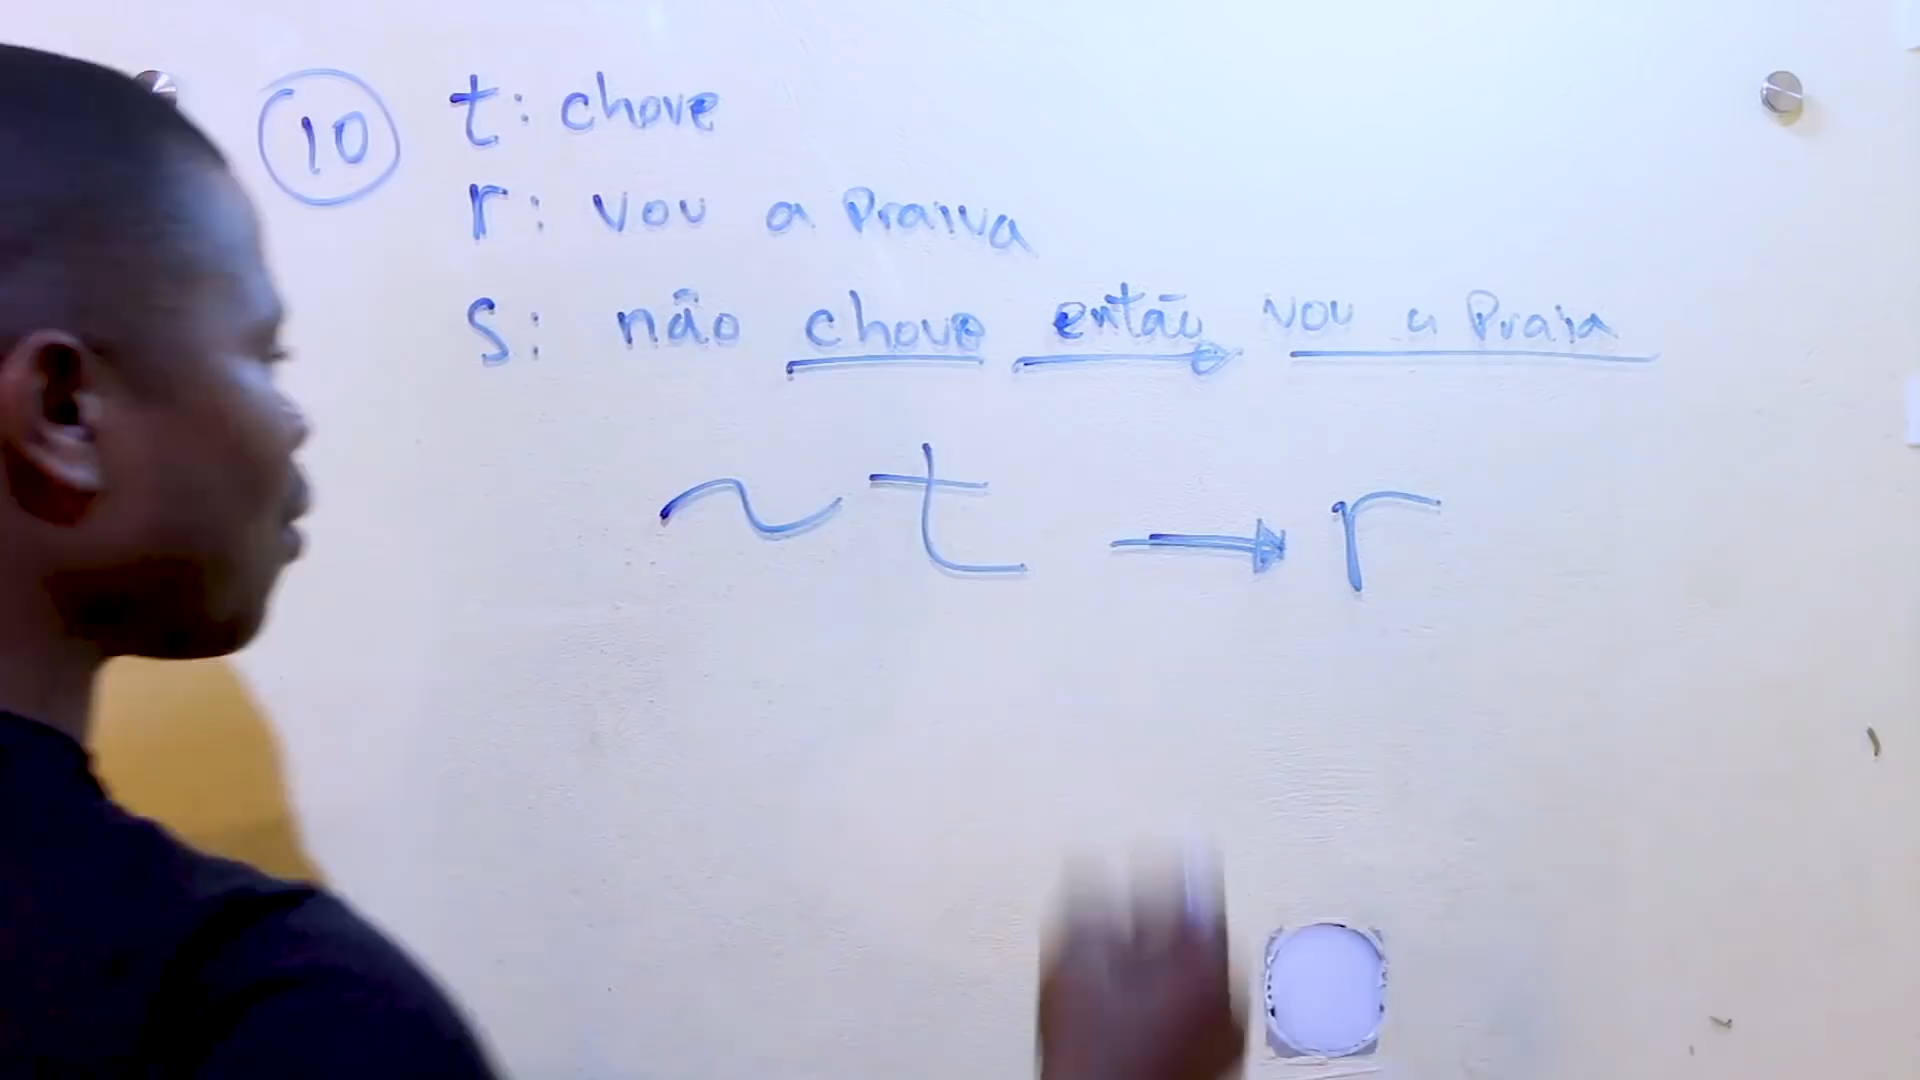 10 t: chove
r: vou a Praiva
s: não chove então vou a Praia
~t → r